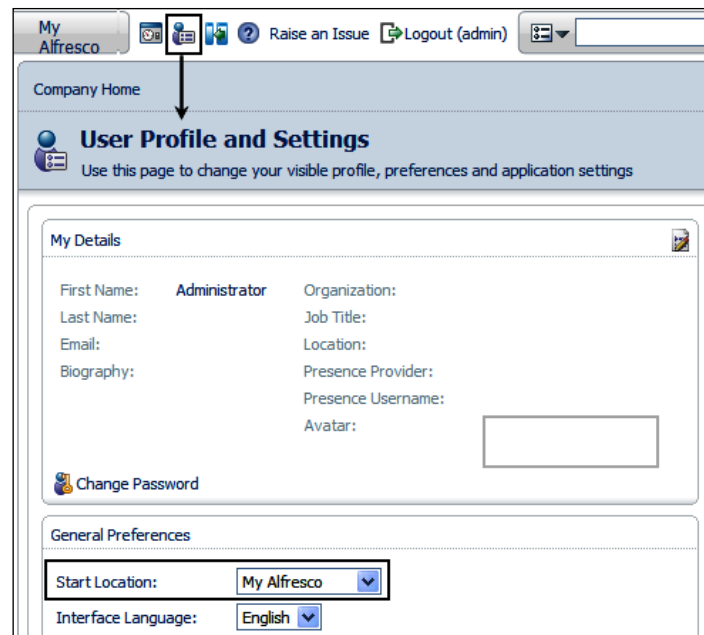 My Alfresco
Raise an Issue
Logout (admin)
Company Home
User Profile and Settings
Use this page to change your visible profile, preferences and application settings
My Details
First Name: Administrator
Last Name:
Email:
Biography:
Organization:
Job Title:
Location:
Presence Provider:
Presence Username:
Avatar:
Change Password
General Preferences
Start Location: My Alfresco
Interface Language: English